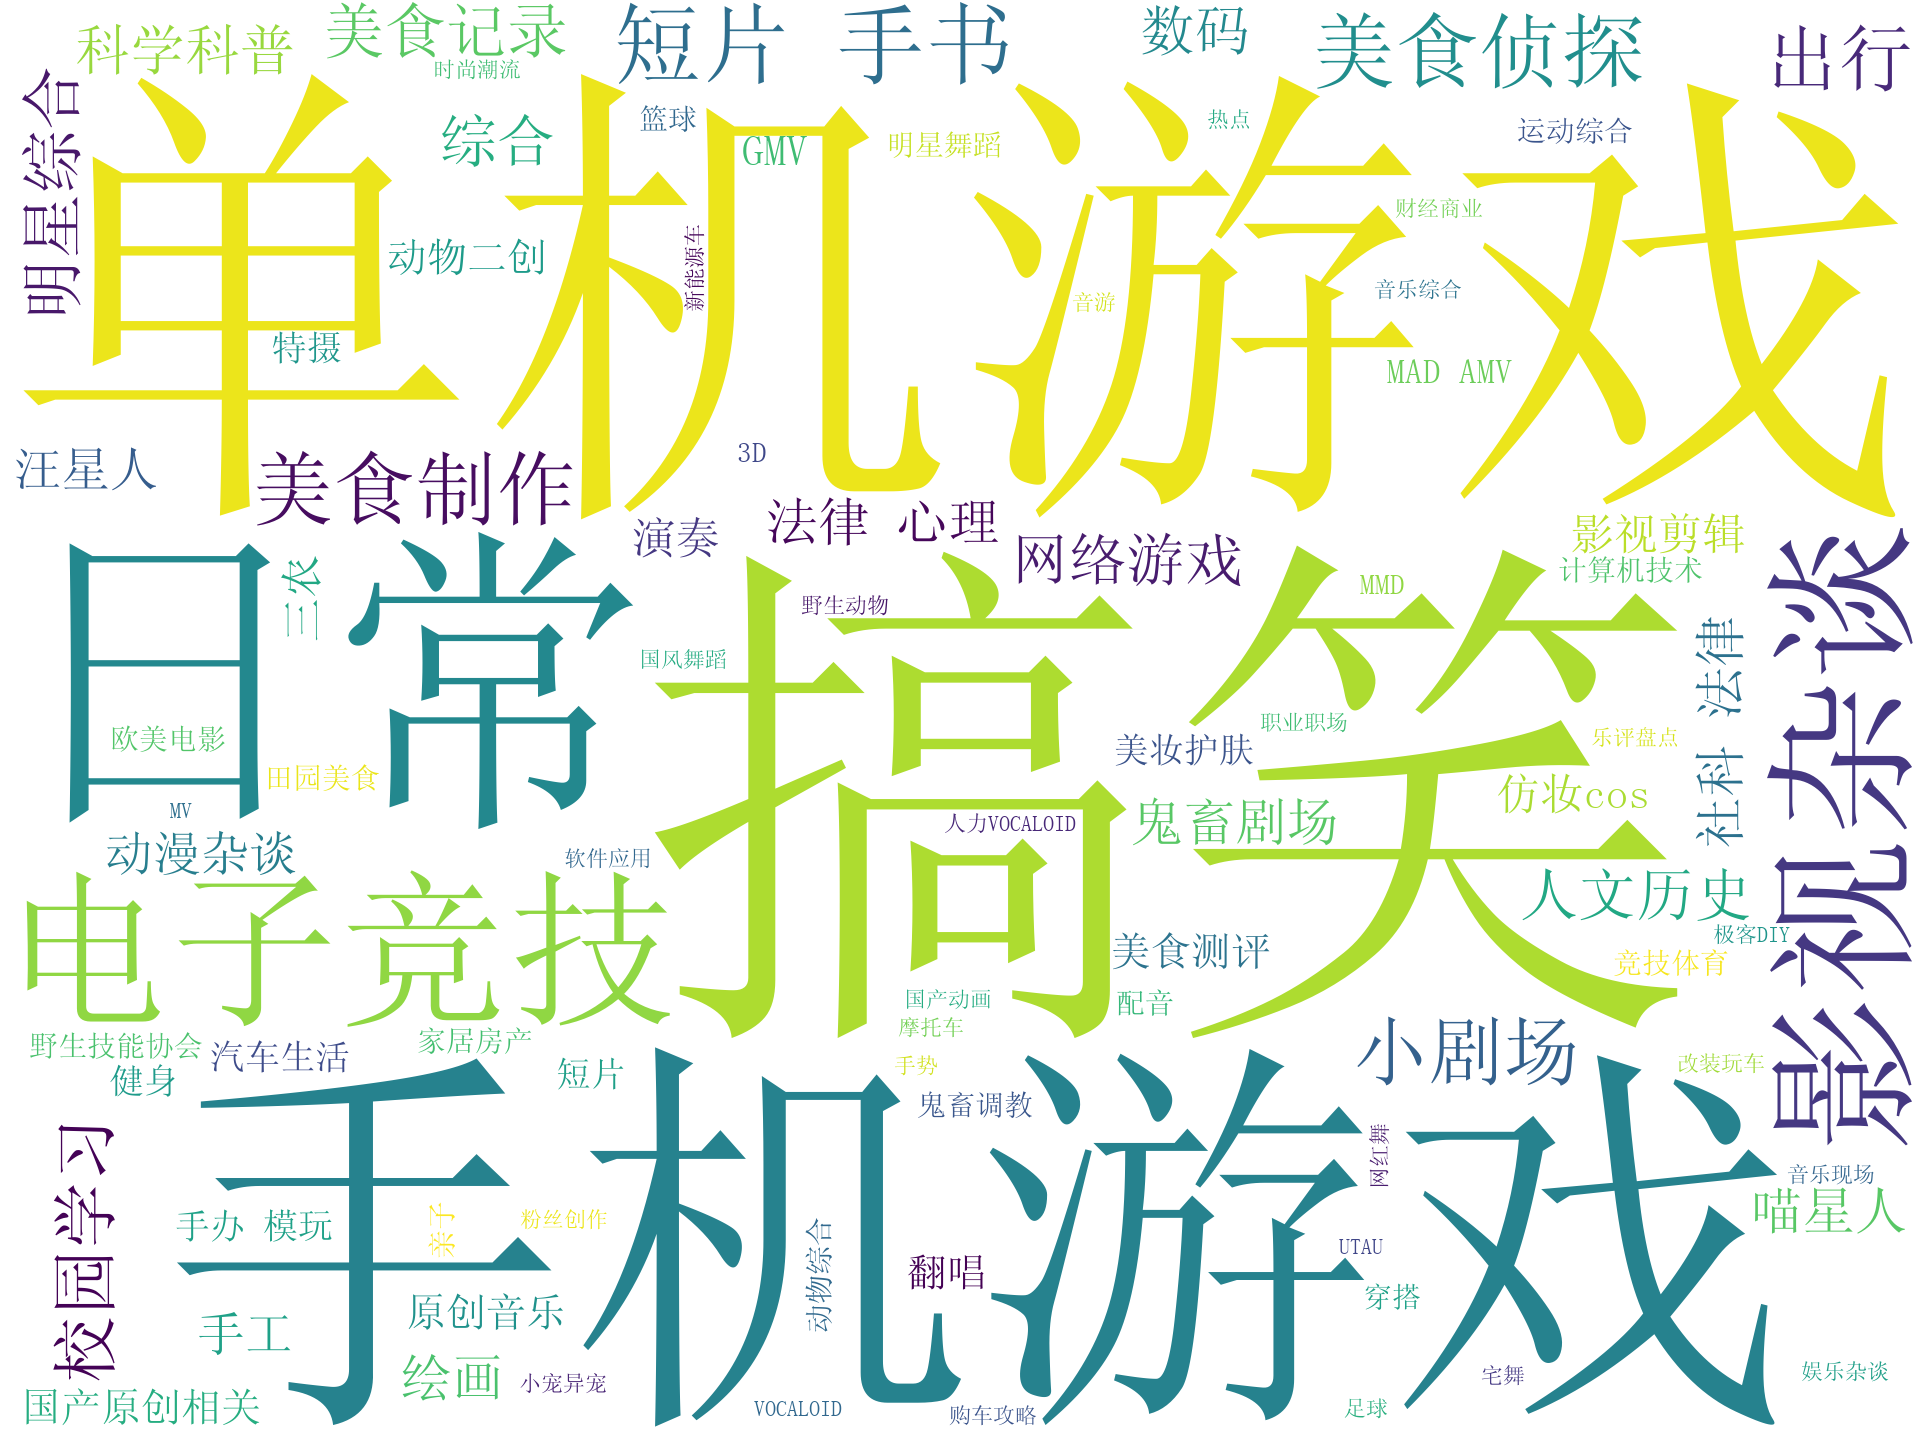 科学科普
美食记录
时尚潮流
短片 手书
数码
美食侦探
出行
明星综合
单机游戏
综合
篮球
GMV
明星舞蹈
热点
运动综合
动物二创
新能源车
财经商业
音乐综合
音游
特摄
MAD AMV
汪星人
美食制作
3D
演奏
法律 心理
网络游戏
影视剪辑
计算机技术
影视杂谈
日常
三农
搞笑
野生动物
MMD
国风舞蹈
社科 法律
欧美电影
田园美食
MV
美妆护肤
职业职场
乐评盘点
仿妆cos
人力VOCALOID
鬼畜剧场
动漫杂谈
软件应用
电子竞技
人文历史
极客DIY
美食测评
竞技体育
国产动画
配音
摩托车
野生技能协会
汽车生活
家居房产
健身
短片
手势
小剧场
改装玩车
鬼畜调教
手机游戏
校园学习
网红舞
音乐现场
喵星人
手办 模玩
亲子
粉丝创作
动物综合
翻唱
UTAU
穿搭
手工
原创音乐
绘画
小宠异宠
宅舞
娱乐杂谈
国产原创相关
VOCALOID
购车攻略
足球